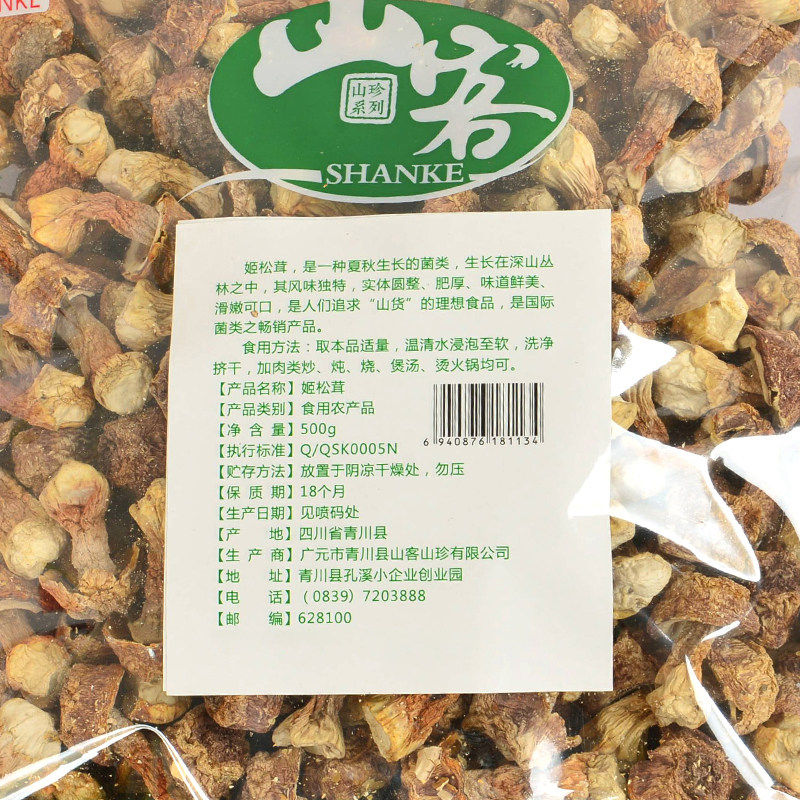 NKE
山客
山珍
系列
SHANKE
姬松茸，是一种夏秋生长的菌类，生长在深山丛
林之中，其风味独特，实体圆整、肥厚、味道鲜美、
滑嫩可口，是人们追求“山货”的理想食品，是国际
菌类之畅销产品。
食用方法：取本品适量，温清水浸泡至软，洗净
挤干，加肉类炒、炖、烧、煲汤、烫火锅均可。
【产品名称】姬松茸
【产品类别】食用农产品
【净 含 量】500g
【执行标准】Q/QSK0005N
【贮存方法】放置于阴凉干燥处，勿压
【保 质 期】18个月
【生产日期】见喷码处
【产 地】四川省青川县
【生 产 商】广元市青川县山客山珍有限公司
【地 址】青川县孔溪小企业创业园
【电 话】（0839）7203888
【邮 编】628100
6 940876 181134